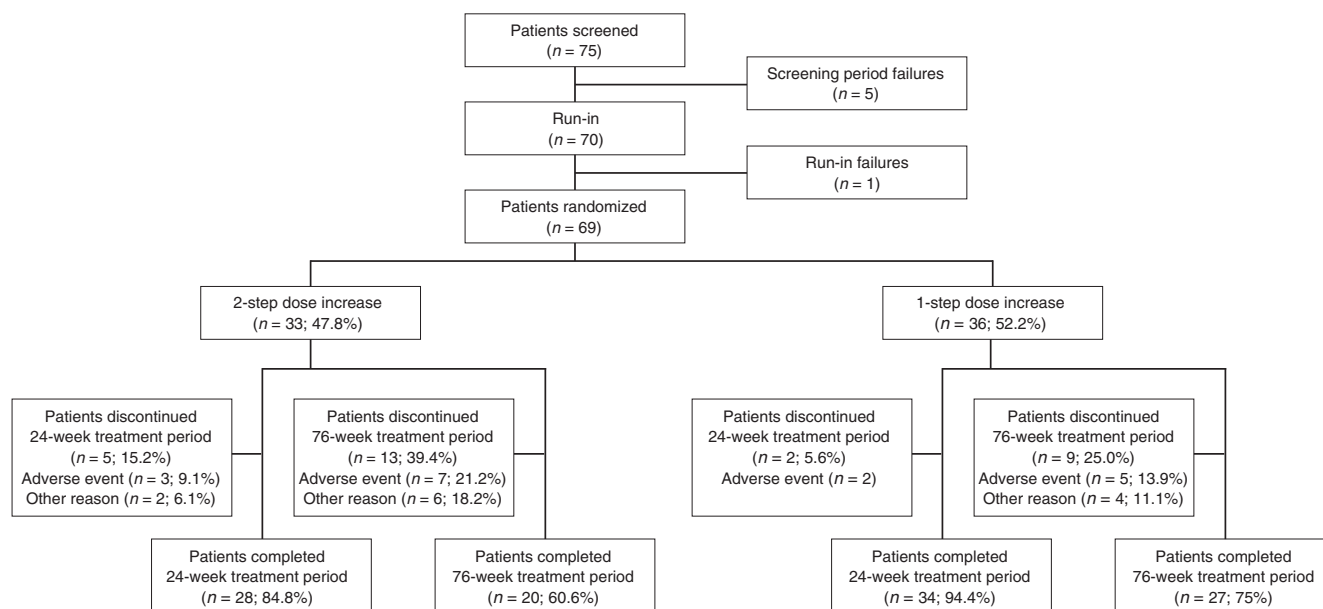 Patients screened
(n = 75)
Screening period failures
(n = 5)
Run-in
(n = 70)
Run-in failures
(n = 1)
Patients randomized
(n = 69)
2-step dose increase
(n = 33; 47.8%)
1-step dose increase
(n = 36; 52.2%)
Patients discontinued
24-week treatment period
(n = 5; 15.2%)
Adverse event (n = 3; 9.1%)
Other reason (n = 2; 6.1%)
Patients discontinued
76-week treatment period
(n = 13; 39.4%)
Adverse event (n = 7; 21.2%)
Other reason (n = 6; 18.2%)
Patients discontinued
24-week treatment period
(n = 2; 5.6%)
Adverse event (n = 2)
Patients discontinued
76-week treatment period
(n = 9; 25.0%)
Adverse event (n = 5; 13.9%)
Other reason (n = 4; 11.1%)
Patients completed
24-week treatment period
(n = 28; 84.8%)
Patients completed
76-week treatment period
(n = 20; 60.6%)
Patients completed
24-week treatment period
(n = 34; 94.4%)
Patients completed
76-week treatment period
(n = 27; 75%)